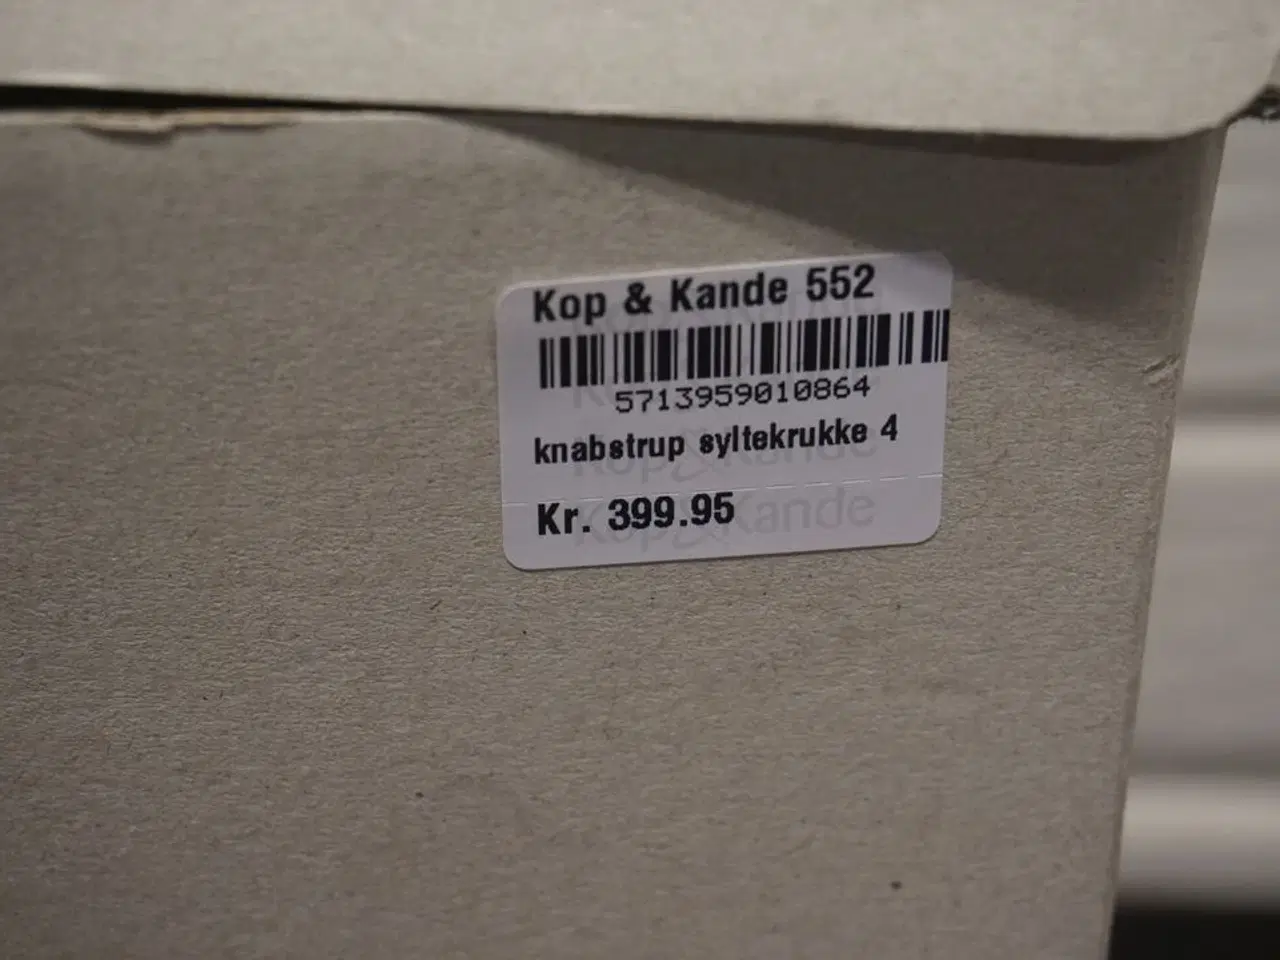 Kop & Kande 552
5713959010864
knabstrup syltekrukke 4
Kr. 399.95